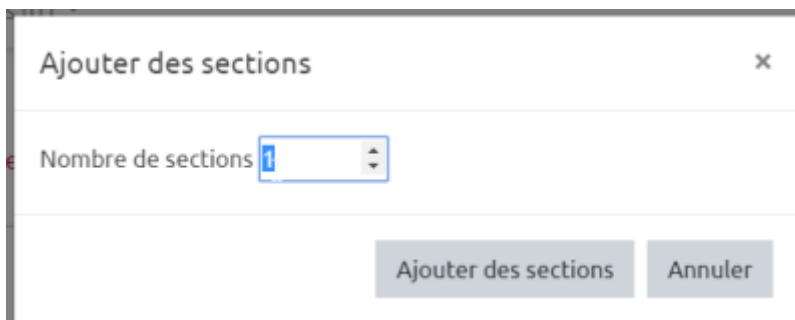 Ajouter des sections ×
Nombre de sections 1
Ajouter des sections Annuler